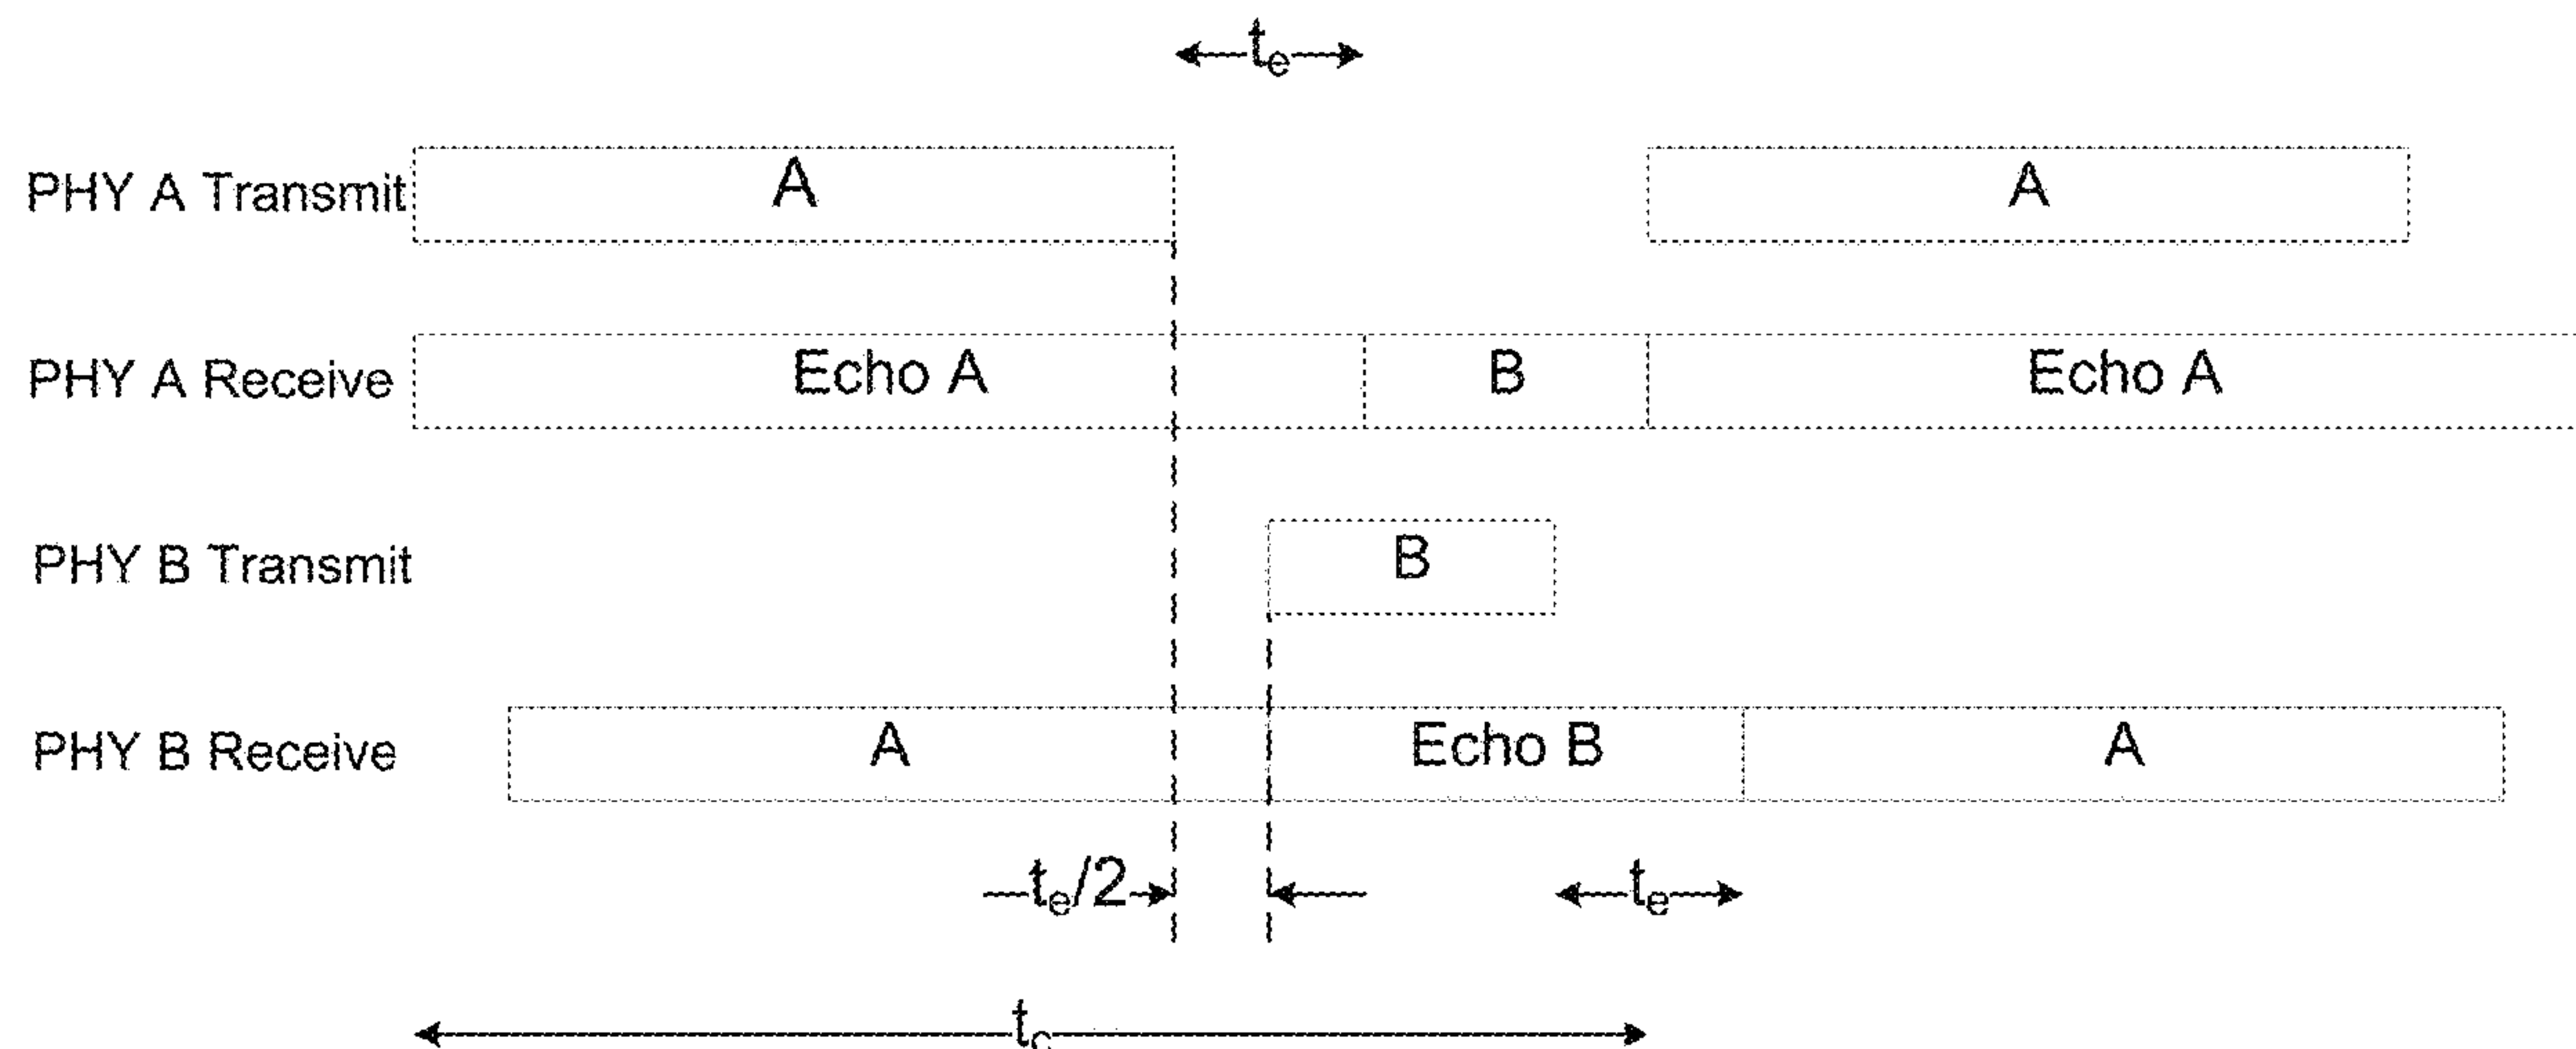 tₑ
PHY A Transmit A A
PHY A Receive Echo A B Echo A
PHY B Transmit B
PHY B Receive A Echo B A
tₑ/2 tₑ